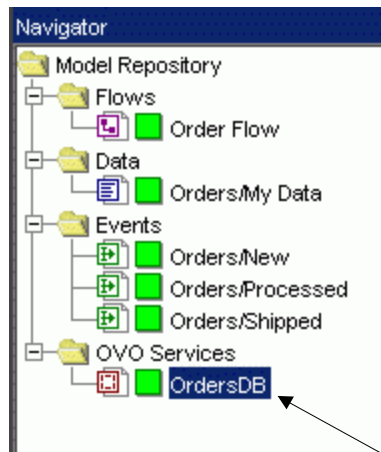 Navigator
Model Repository
Flows
Order Flow
Data
Orders/My Data
Events
Orders/New
Orders/Processed
Orders/Shipped
OVO Services
OrdersDB